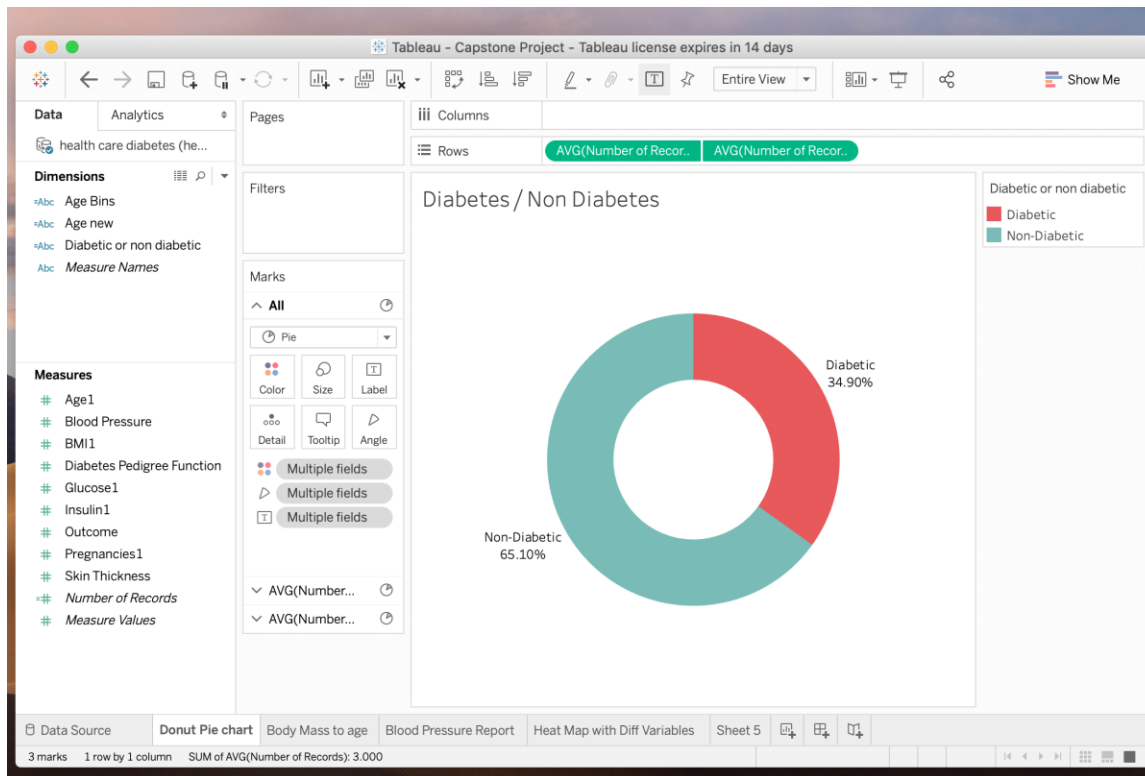 Tableau - Capstone Project - Tableau license expires in 14 days
Entire View
Show Me
Data
Analytics
health care diabetes (he...
Dimensions
=Abc Age Bins
=Abc Age new
=Abc Diabetic or non diabetic
Abc Measure Names
Measures
# Age1
# Blood Pressure
# BMI1
# Diabetes Pedigree Function
# Glucose1
# Insulin1
# Outcome
# Pregnancies1
# Skin Thickness
=# Number of Records
# Measure Values
Pages
Filters
Marks
All
Pie
Color Size Label
Detail Tooltip Angle
Multiple fields
Multiple fields
T Multiple fields
AVG(Number...
AVG(Number...
iii Columns
Rows
AVG(Number of Recor.. AVG(Number of Recor..
Diabetes / Non Diabetes
Diabetic
34.90%
Non-Diabetic
65.10%
Diabetic or non diabetic
Diabetic
Non-Diabetic
Data Source Donut Pie chart Body Mass to age Blood Pressure Report Heat Map with Diff Variables Sheet 5
3 marks 1 row by 1 column SUM of AVG(Number of Records): 3.000